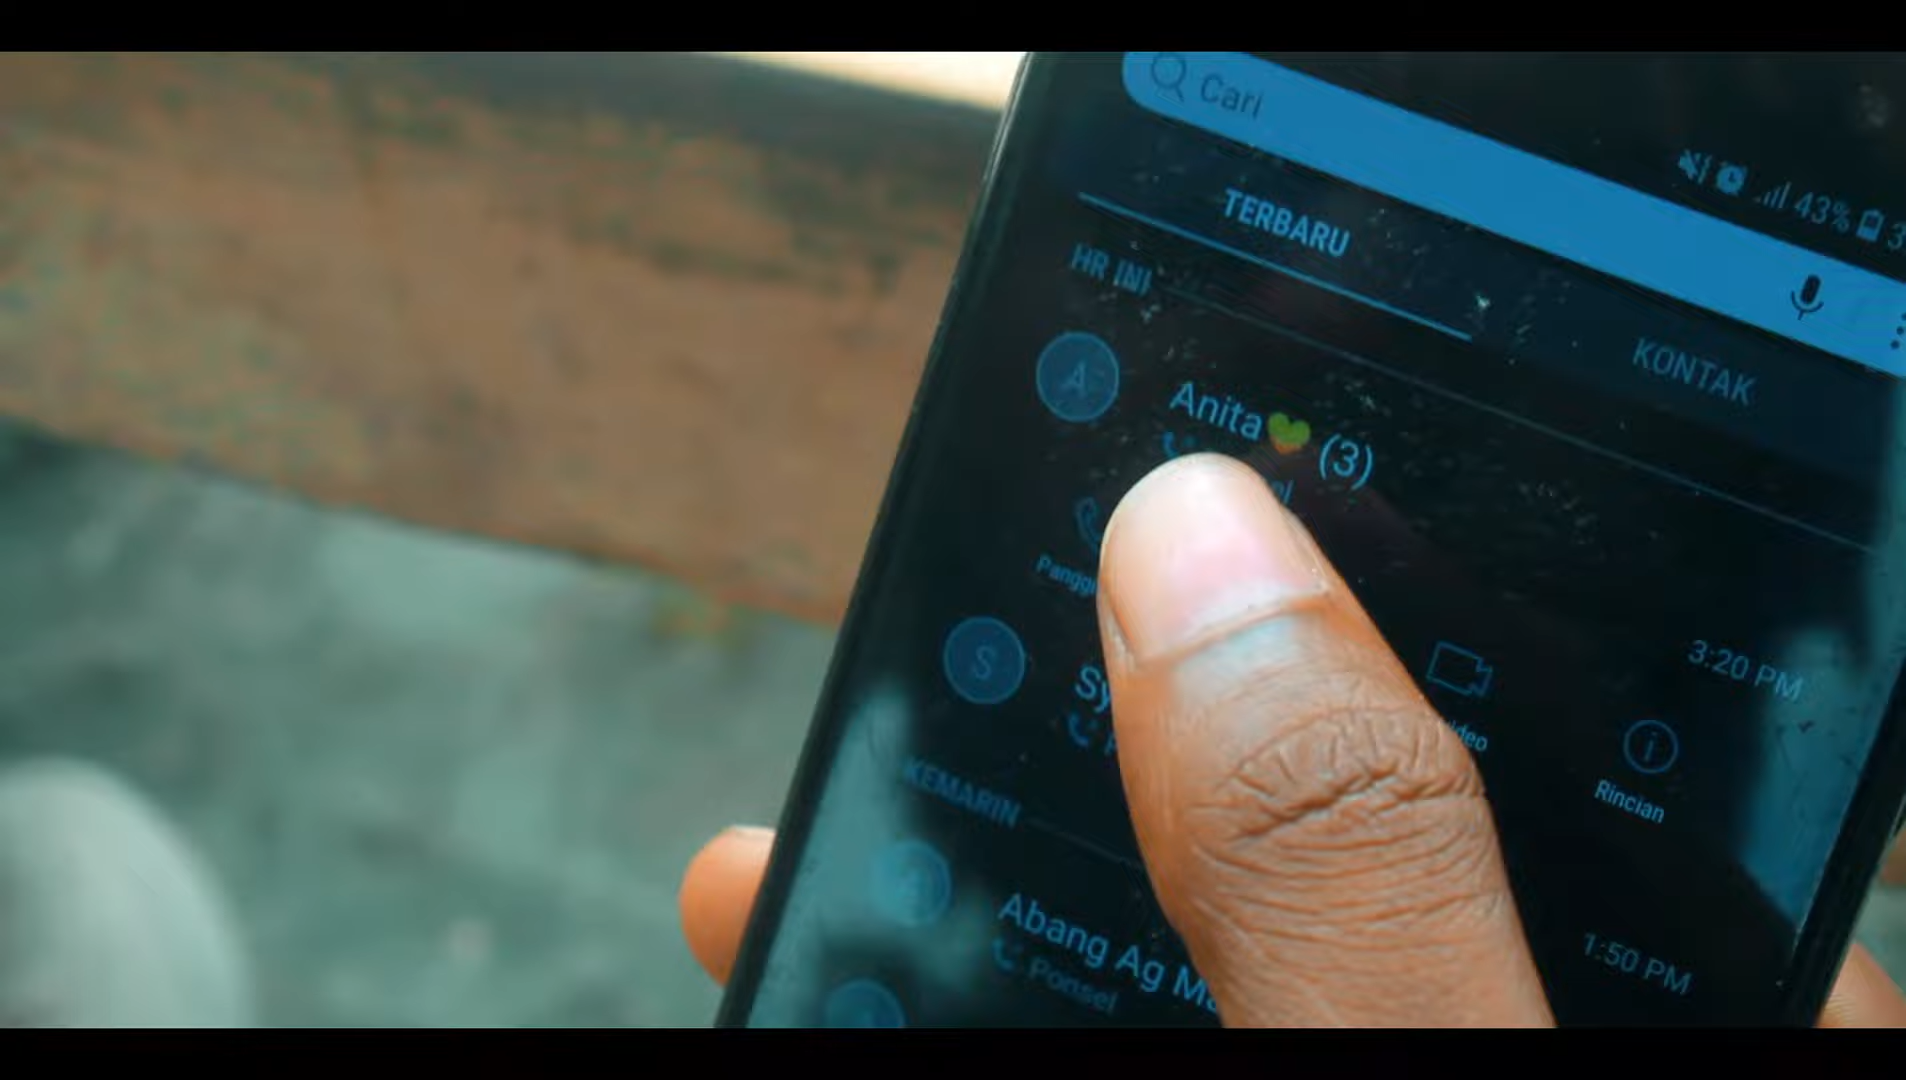 Cari
43%
TERBARU
KONTAK
HR INI
A
Anita💚 (3)
3:20 PM
Rincian
S
1:50 PM
KEMARIN
Abang Ag
Ponsel